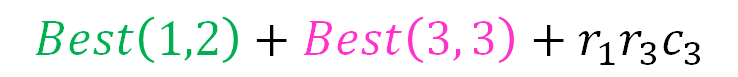 Best(1,2) + Best(3,3) + r₁r₃c₃